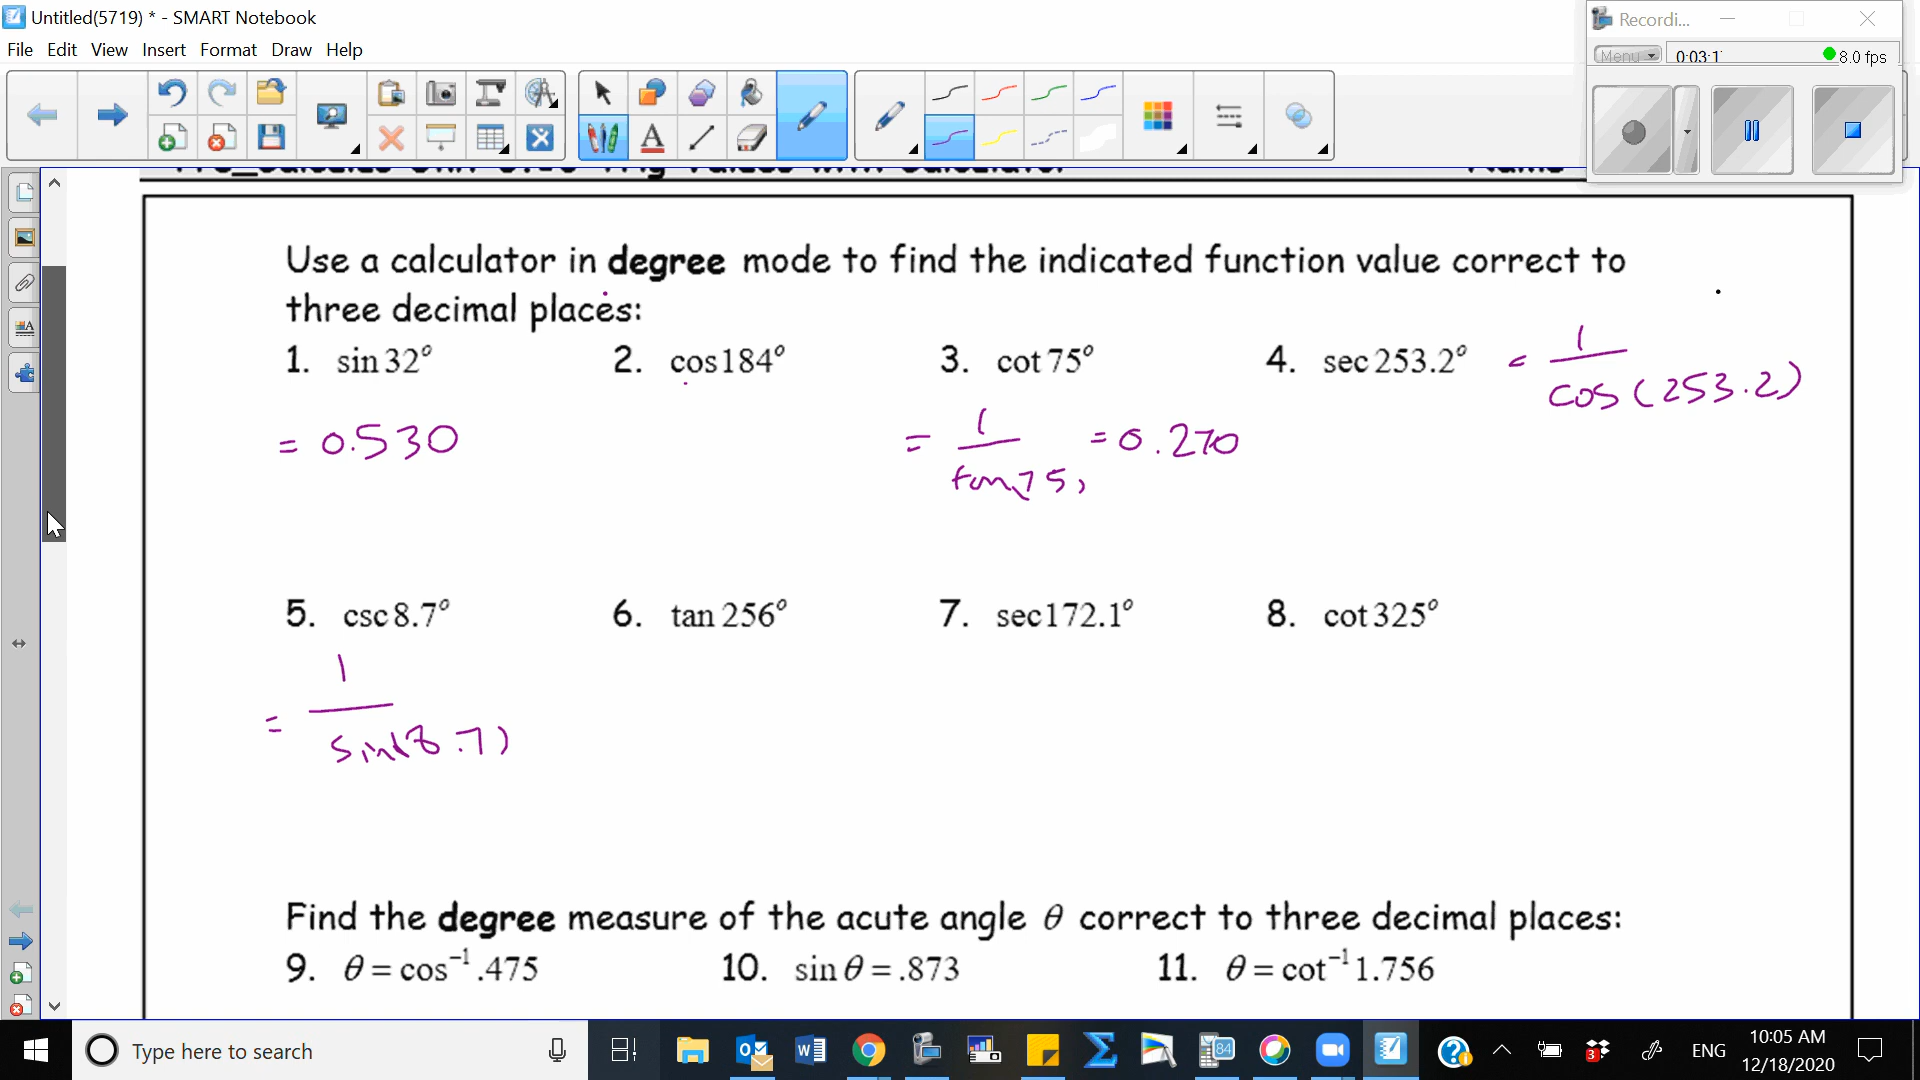 Untitled(5719) * - SMART Notebook
File Edit View Insert Format Draw Help
Recordi...
Menu
0:03:1
8.0 fps
Use a calculator in degree mode to find the indicated function value correct to
three decimal places:
1. sin 32° 2. cos184° 3. cot 75° 4. sec 253.2° = 1
cos(253.2)
= 0.530 = 1 = 0.270
tan(75)
5. csc 8.7° 6. tan 256° 7. sec172.1° 8. cot 325°
= 1
sin(8.7)
Find the degree measure of the acute angle θ correct to three decimal places:
9. θ = cos⁻¹ .475 10. sin θ = .873 11. θ = cot⁻¹ 1.756
Type here to search
84
3
ENG
10:05 AM
12/18/2020